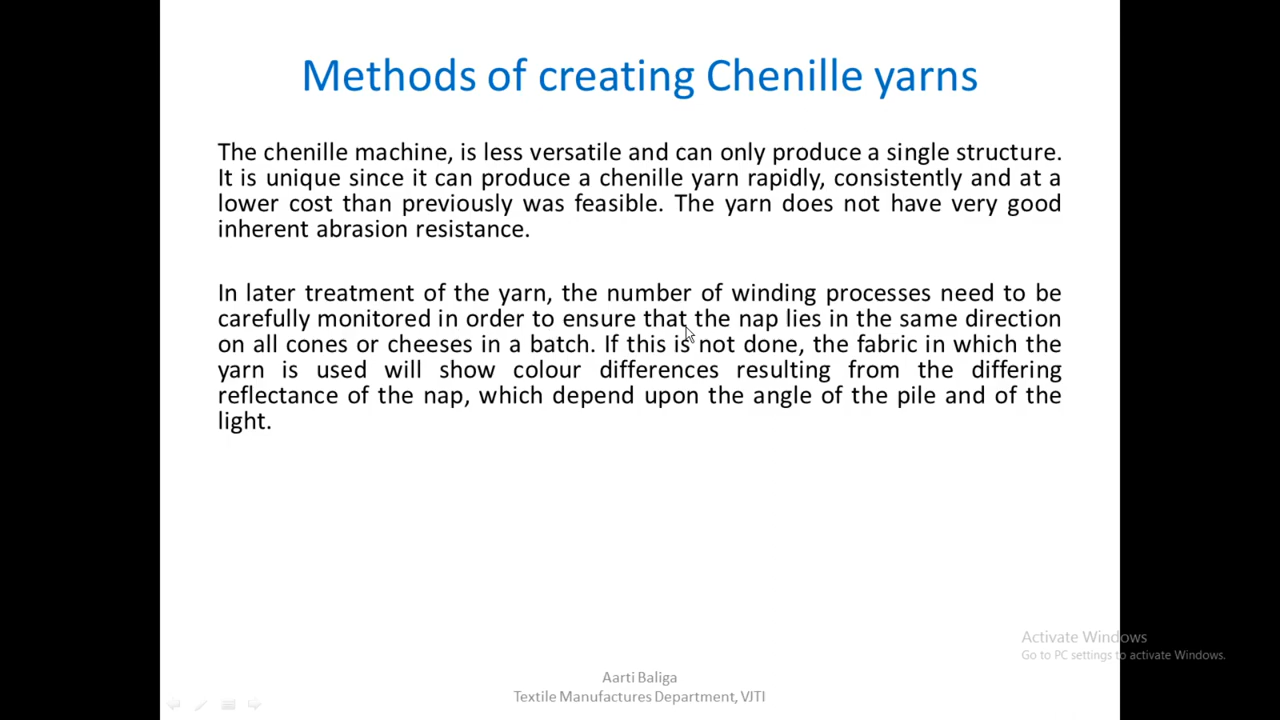 Methods of creating Chenille yarns
The chenille machine, is less versatile and can only produce a single structure.
It is unique since it can produce a chenille yarn rapidly, consistently and at a
lower cost than previously was feasible. The yarn does not have very good
inherent abrasion resistance.
In later treatment of the yarn, the number of winding processes need to be
carefully monitored in order to ensure that the nap lies in the same direction
on all cones or cheeses in a batch. If this is not done, the fabric in which the
yarn is used will show colour differences resulting from the differing
reflectance of the nap, which depend upon the angle of the pile and of the
light.
Activate Windows
Go to PC settings to activate Windows.
Aarti Baliga
Textile Manufactures Department, VJTI